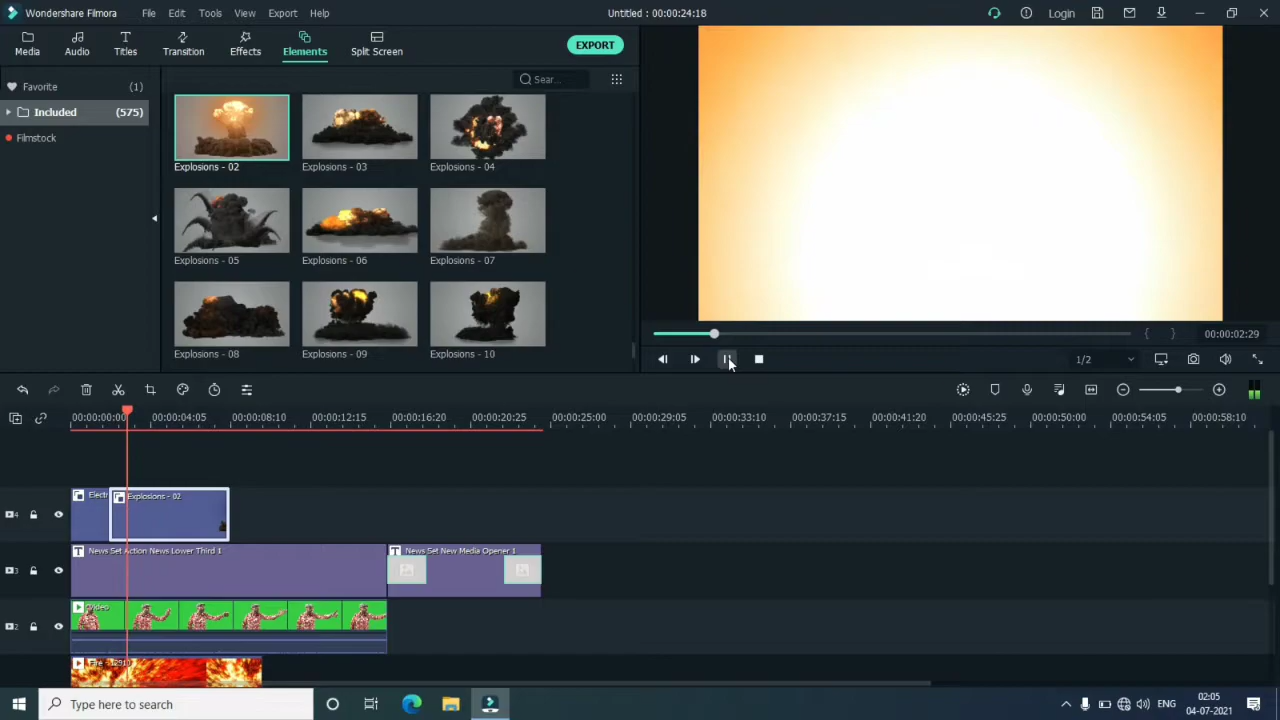 Wondershare Filmora File Edit Tools View Export Help Untitled : 00:00:24:18 Login
Media Audio Titles Transition Effects Elements Split Screen EXPORT
Favorite (1) Sear...
Included (575)
Filmstock
Explosions - 02 Explosions - 03 Explosions - 04
Explosions - 05 Explosions - 06 Explosions - 07
Explosions - 08 Explosions - 09 Explosions - 10
{ } 00:00:02:29
1/2
00:00:00:00 00:00:04:05 00:00:08:10 00:00:12:15 00:00:16:20 00:00:20:25 00:00:25:00 00:00:29:05 00:00:33:10 00:00:37:15 00:00:41:20 00:00:45:25 00:00:50:00 00:00:54:05 00:00:58:10
4 Electr Explosions - 02
3 News Set Action News Lower Third 1 News Set New Media Opener 1
2
Type here to search ENG 02:05
04-07-2021